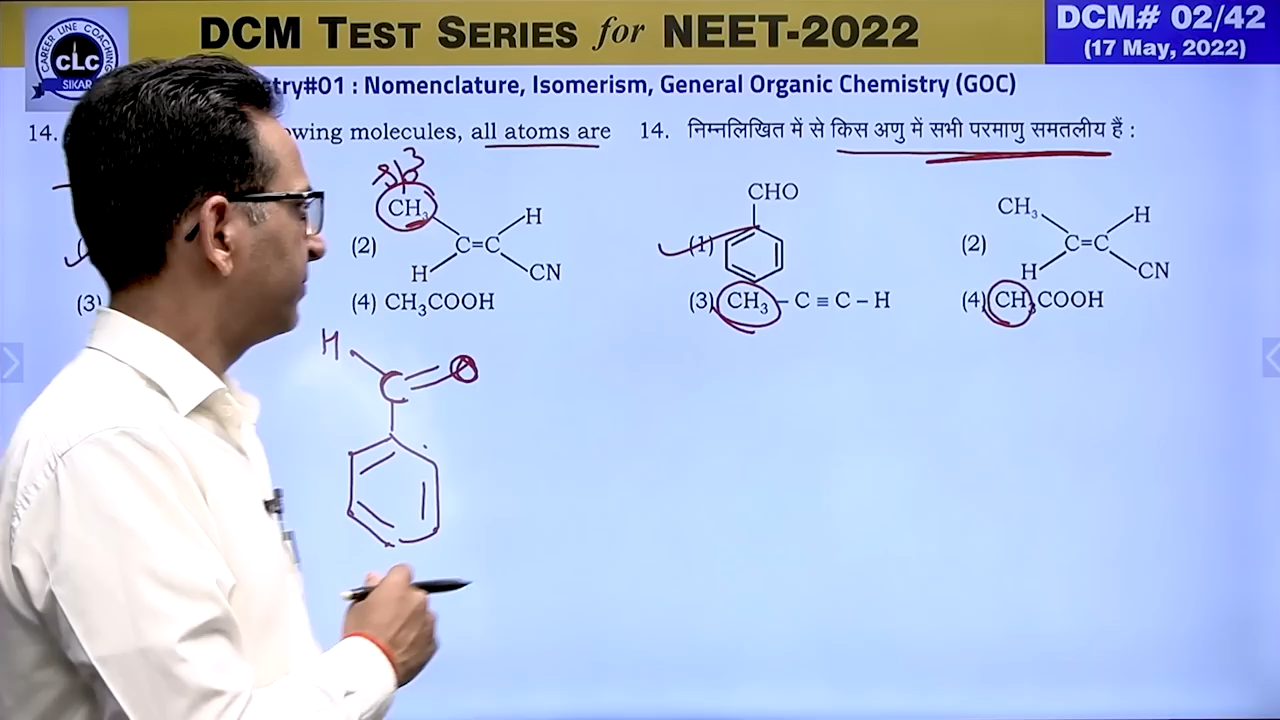 DCM TEST SERIES for NEET-2022
DCM# 02/42
(17 May, 2022)
CAREER LINE COACHING
CLC
SIKAR
stry#01 : Nomenclature, Isomerism, General Organic Chemistry (GOC)
14. owing molecules, all atoms are
sp3
CH₃
H
(2) C=C
H CN
(3) (4) CH₃COOH
H
C=O
14. निम्नलिखित में से किस अणु में सभी परमाणु समतलीय हैं :
CHO
(1)
CH₃ H
(2) C=C
H CN
(3) CH₃ – C ≡ C – H (4) CH₃COOH